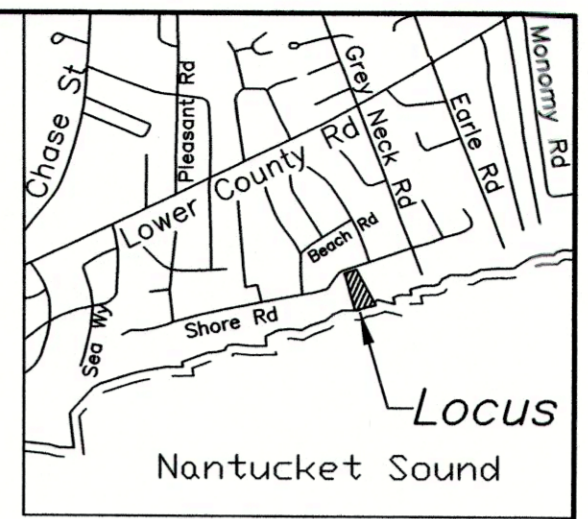 Chase St
Pleasant Rd
Grey Neck Rd
Earle Rd
Monomy Rd
Lower County Rd
Beach Rd
Sea Wy
Shore Rd
Locus
Nantucket Sound